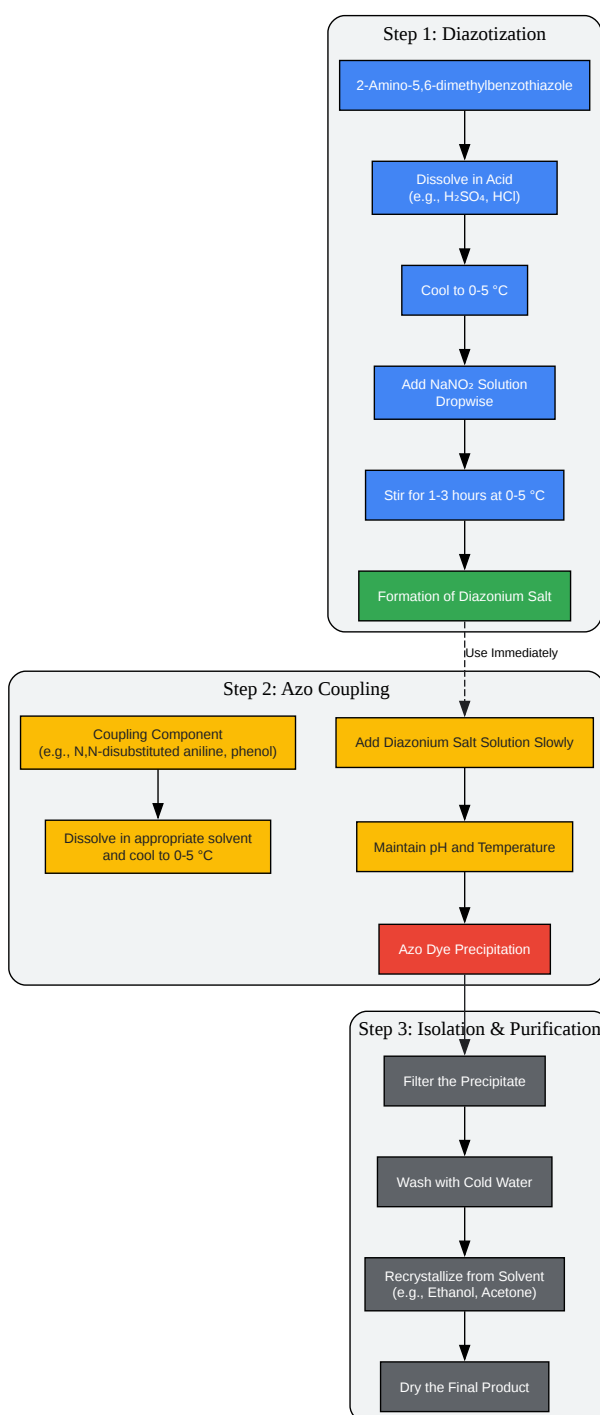 Step 1: Diazotization
2-Amino-5,6-dimethylbenzothiazole
Dissolve in Acid
(e.g., H₂SO₄, HCl)
Cool to 0-5 °C
Add NaNO₂ Solution
Dropwise
Stir for 1-3 hours at 0-5 °C
Formation of Diazonium Salt
Use Immediately
Step 2: Azo Coupling
Coupling Component
(e.g., N,N-disubstituted aniline, phenol)
Dissolve in appropriate solvent
and cool to 0-5 °C
Add Diazonium Salt Solution Slowly
Maintain pH and Temperature
Azo Dye Precipitation
Step 3: Isolation & Purification
Filter the Precipitate
Wash with Cold Water
Recrystallize from Solvent
(e.g., Ethanol, Acetone)
Dry the Final Product